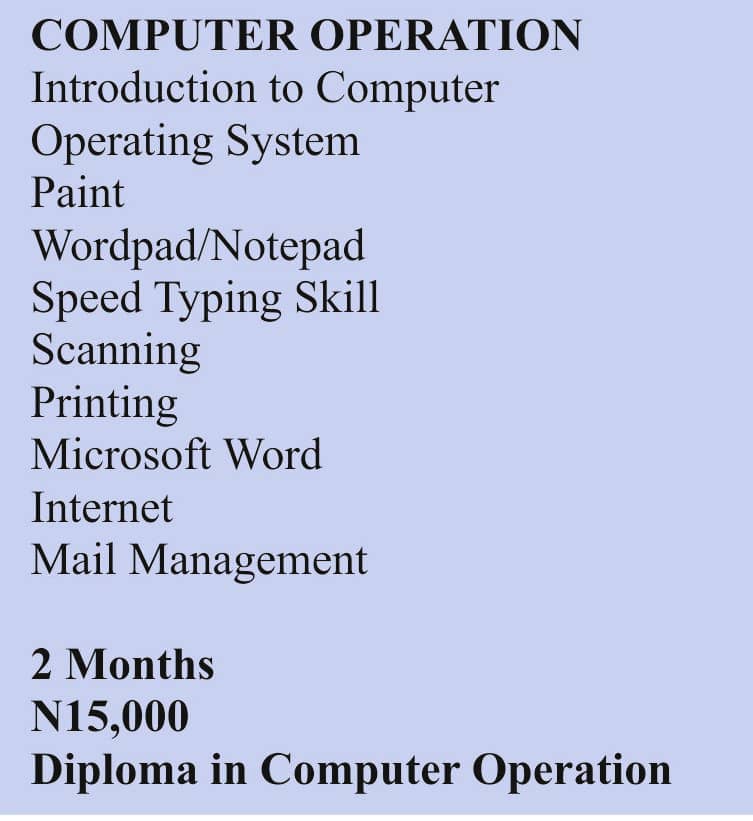 COMPUTER OPERATION
Introduction to Computer
Operating System
Paint
Wordpad/Notepad
Speed Typing Skill
Scanning
Printing
Microsoft Word
Internet
Mail Management
2 Months
N15,000
Diploma in Computer Operation